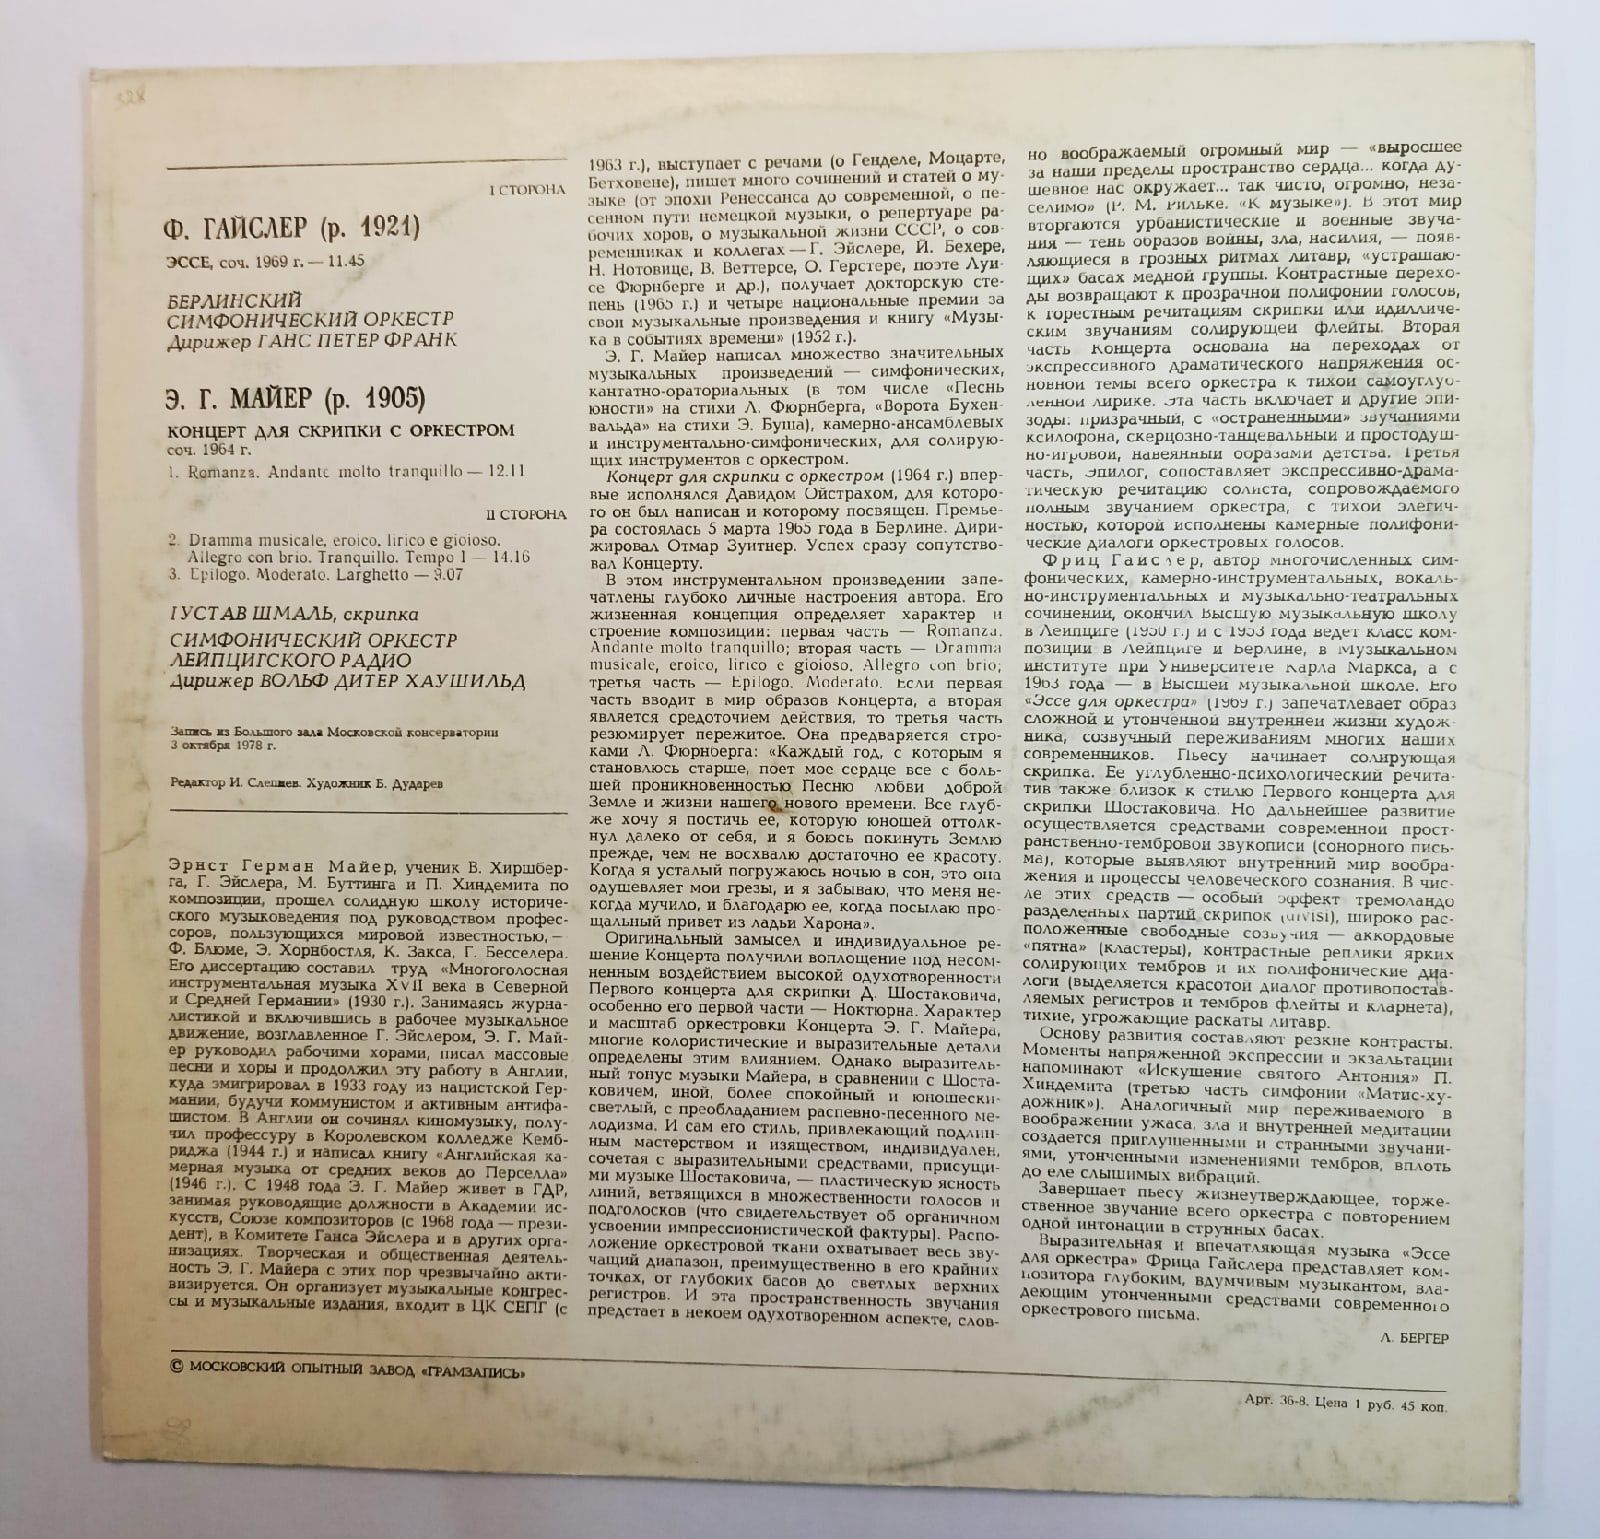 328
I СТОРОНА
Ф. ГАЙСЛЕР (р. 1921)
ЭССЕ, соч. 1969 г. — 11.45
БЕРЛИНСКИЙ
СИМФОНИЧЕСКИЙ ОРКЕСТР
Дирижер ГАНС ПЕТЕР ФРАНК
Э. Г. МАЙЕР (р. 1905)
КОНЦЕРТ ДЛЯ СКРИПКИ С ОРКЕСТРОМ
соч. 1964 г.
1. Romanza. Andante molto tranquillo — 12.11
II СТОРОНА
2. Dramma musicale, eroico, lirico e gioioso.
Allegro con brio. Tranquillo. Tempo I — 14.16
3. Epilogo. Moderato. Larghetto — 9.07
ГУСТАВ ШМАЛЬ, скрипка
СИМФОНИЧЕСКИЙ ОРКЕСТР
ЛЕЙПЦИГСКОГО РАДИО
Дирижер ВОЛЬФ ДИТЕР ХАУШИЛЬД
Запись из Большого зала Московской консерватории
3 октября 1978 г.
Редактор И. Слепнев. Художник Б. Дударев
Эрнст Герман Майер, ученик В. Хиршбер-
га, Г. Эйслера, М. Буттинга и П. Хиндемита по
композиции, прошел солидную школу историче-
ского музыковедения под руководством профес-
соров, пользующихся мировой известностью, —
Ф. Блюме, Э. Хорнбостля, К. Закса, Г. Бесселера.
Его диссертацию составил труд «Многоголосная
инструментальная музыка XVII века в Северной
и Средней Германии» (1930 г.). Занимаясь журна-
листикой и включившись в рабочее музыкальное
движение, возглавленное Г. Эйслером, Э. Г. Май-
ер руководил рабочими хорами, писал массовые
песни и хоры и продолжил эту работу в Англии,
куда эмигрировал в 1933 году из нацистской Гер-
мании, будучи коммунистом и активным антифа-
шистом. В Англии он сочинял киномузыку, полу-
чил профессуру в Королевском колледже Кемб-
риджа (1944 г.) и написал книгу «Английская ка-
мерная музыка от средних веков до Перселла»
(1946 г.). С 1948 года Э. Г. Майер живет в ГДР,
занимая руководящие должности в Академии ис-
кусств, Союзе композиторов (с 1968 года — прези-
дент), в Комитете Ганса Эйслера и в других орга-
низациях. Творческая и общественная деятель-
ность Э. Г. Майера с этих пор чрезвычайно акти-
визируется. Он организует музыкальные конгрес-
сы и музыкальные издания, входит в ЦК СЕПГ (с
1963 г.), выступает с речами (о Генделе, Моцарте,
Бетховене), пишет много сочинений и статей о му-
зыке (от эпохи Ренессанса до современной, о пе-
сенном пути немецкой музыки, о репертуаре ра-
бочих хоров, о музыкальной жизни СССР, о сов-
ременниках и коллегах — Г. Эйслере, Й. Бехере,
Н. Нотовице, В. Веттерсе, О. Герстере, поэте Луи-
се Фюрнберге и др.), получает докторскую сте-
пень (1965 г.) и четыре национальные премии за
свои музыкальные произведения и книгу «Музы-
ка в событиях времени» (1952 г.).
Э. Г. Майер написал множество значительных
музыкальных произведений — симфонических,
кантатно-ораториальных (в том числе «Песнь
юности» на стихи Л. Фюрнберга, «Ворота Бухен-
вальда» на стихи Э. Буша), камерно-ансамблевых
и инструментально-симфонических, для солирую-
щих инструментов с оркестром.
Концерт для скрипки с оркестром (1964 г.) впер-
вые исполнялся Давидом Ойстрахом, для которо-
го он был написан и которому посвящен. Премье-
ра состоялась 5 марта 1965 года в Берлине. Дири-
жировал Отмар Зуитнер. Успех сразу сопутство-
вал Концерту.
В этом инструментальном произведении запе-
чатлены глубоко личные настроения автора. Его
жизненная концепция определяет характер и
строение композиции: первая часть — Romanza.
Andante molto tranquillo; вторая часть — Dramma
musicale, eroico, lirico e gioioso. Allegro con brio;
третья часть — Epilogo. Moderato. Если первая
часть вводит в мир образов Концерта, а вторая
является средоточием действия, то третья часть
резюмирует пережитое. Она предваряется стро-
ками Л. Фюрнберга: «Каждый год, с которым я
становлюсь старше, поет мое сердце все с боль-
шей проникновенностью Песню любви доброй
Земле и жизни нашего нового времени. Все глуб-
же хочу я постичь ее, которую юношей оттолк-
нул далеко от себя, и я боюсь покинуть Землю
прежде, чем не восхвалю достаточно ее красоту.
Когда я усталый погружаюсь ночью в сон, это она
одушевляет мои грезы, и я забываю, что меня не-
когда мучило, и благодарю ее, когда посылаю про-
щальный привет из ладьи Харона».
Оригинальный замысел и индивидуальное ре-
шение Концерта получили воплощение под несом-
ненным воздействием высокой одухотворенности
Первого концерта для скрипки Д. Шостаковича,
особенно его первой части — Ноктюрна. Характер
и масштаб оркестровки Концерта Э. Г. Майера,
многие колористические и выразительные детали
определены этим влиянием. Однако выразитель-
ный тонус музыки Майера, в сравнении с Шоста-
ковичем, иной, более спокойный и юношески-
светлый, с преобладанием распевно-песенного ме-
лодизма. И сам его стиль, привлекающий подлин-
ным мастерством и изяществом, индивидуален,
сочетая с выразительными средствами, присущи-
ми музыке Шостаковича, — пластическую ясность
линий, ветвящихся в множественности голосов и
подголосков (что свидетельствует об органичном
усвоении импрессионистической фактуры). Распо-
ложение оркестровой ткани охватывает весь зву-
чащий диапазон, преимущественно в его крайних
точках, от глубоких басов до светлых верхних
регистров. И эта пространственность звучания
предстает в некоем одухотворенном аспекте, слов-
но воображаемый огромный мир — «выросшее
за наши пределы пространство сердца... когда ду-
шевное нас окружает... так чисто, огромно, неза-
селимо» (Р. М. Рильке. «К музыке»). В этот мир
вторгаются урбанистические и военные звуча-
ния — тень образов войны, зла, насилия, — появ-
ляющиеся в грозных ритмах литавр, «устрашаю-
щих» басах медной группы. Контрастные перехо-
ды возвращают к прозрачной полифонии голосов,
к горестным речитациям скрипки или идилличе-
ским звучаниям солирующей флейты. Вторая
часть Концерта основана на переходах от
экспрессивного драматического напряжения ос-
новной темы всего оркестра к тихой самоуглуб-
ленной лирике. Эта часть включает и другие эпи-
зоды: призрачный, с «остраненными» звучаниями
ксилофона, скерцозно-танцевальный и простодуш-
но-игровой, навеянный образами детства. Третья
часть, Эпилог, сопоставляет экспрессивно-драма-
тическую речитацию солиста, сопровождаемого
полным звучанием оркестра, с тихой элегич-
ностью, которой исполнены камерные полифони-
ческие диалоги оркестровых голосов.
Фриц Гайслер, автор многочисленных сим-
фонических, камерно-инструментальных, вокаль-
но-инструментальных и музыкально-театральных
сочинений, окончил Высшую музыкальную школу
в Лейпциге (1950 г.) и с 1953 года ведет класс ком-
позиции в Лейпциге и Берлине, в Музыкальном
институте при Университете Карла Маркса, а с
1963 года — в Высшей музыкальной школе. Его
«Эссе для оркестра» (1969 г.) запечатлевает образ
сложной и утонченной внутренней жизни худож-
ника, созвучный переживаниям многих наших
современников. Пьесу начинает солирующая
скрипка. Ее углубленно-психологический речита-
тив также близок к стилю Первого концерта для
скрипки Шостаковича. Но дальнейшее развитие
осуществляется средствами современной прост-
ранственно-тембровой звукописи (сонорного пись-
ма), которые выявляют внутренний мир вообра-
жения и процессы человеческого сознания. В чис-
ле этих средств — особый эффект тремоландо
разделенных партий скрипок (divisi), широко рас-
положенные свободные созвучия — аккордовые
«пятна» (кластеры), контрастные реплики ярких
солирующих тембров и их полифонические диа-
логи (выделяется красотой диалог противопостав-
ляемых регистров и тембров флейты и кларнета),
тихие, угрожающие раскаты литавр.
Основу развития составляют резкие контрасты.
Моменты напряженной экспрессии и экзальтации
напоминают «Искушение святого Антония» П.
Хиндемита (третью часть симфонии «Матис-ху-
дожник»). Аналогичный мир переживаемого в
воображении ужаса, зла и внутренней медитации
создается приглушенными и странными звучани-
ями, утонченными изменениями тембров, вплоть
до еле слышимых вибраций.
Завершает пьесу жизнеутверждающее, торже-
ственное звучание всего оркестра с повторением
одной интонации в струнных басах.
Выразительная и впечатляющая музыка «Эссе
для оркестра» Фрица Гайслера представляет ком-
позитора глубоким, вдумчивым музыкантом, вла-
деющим утонченными средствами современного
оркестрового письма.
Л. БЕРГЕР
© МОСКОВСКИЙ ОПЫТНЫЙ ЗАВОД «ГРАМЗАПИСЬ»
Арт. 36-8. Цена 1 руб. 45 коп.